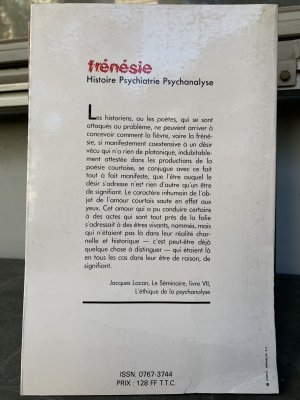 frénésie
Histoire Psychiatrie Psychanalyse
Les historiens, ou les poètes, qui se sont
attaqués au problème, ne peuvent arriver à
concevoir comment la fièvre, voire la fréné-
sie, si manifestement coextensive à un désir
vécu qui n'a rien de platonique, indubitable-
ment attestée dans les productions de la
poésie courtoise, se conjugue avec ce fait
tout à fait manifeste, que l'être auquel le
désir s'adresse n'est rien d'autre qu'un être
de signifiant. Le caractère inhumain de l'ob-
jet de l'amour courtois saute en effet aux
yeux. Cet amour qui a pu conduire certains
à des actes qui sont tout près de la folie
s'adressait à des êtres vivants, nommés, mais
qui n'étaient pas là dans leur réalité char-
nelle et historique — c'est peut-être déjà
quelque chose à distinguer — qui étaient là
en tous les cas dans leur être de raison, de
signifiant.
Jacques Lacan, Le Séminaire, livre VII,
L'éthique de la psychanalyse
ISSN. 0767-3744
PRIX : 128 FF T.T.C.